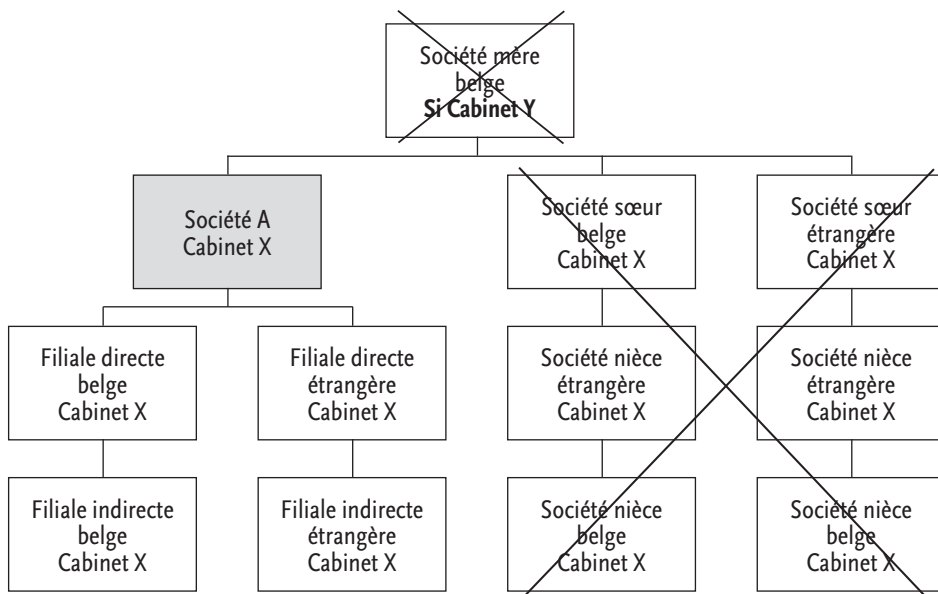 Société mère
belge
Si Cabinet Y
Société A
Cabinet X
Société sœur
belge
Cabinet X
Société sœur
étrangère
Cabinet X
Filiale directe
belge
Cabinet X
Filiale directe
étrangère
Cabinet X
Société nièce
étrangère
Cabinet X
Société nièce
étrangère
Cabinet X
Filiale indirecte
belge
Cabinet X
Filiale indirecte
étrangère
Cabinet X
Société nièce
belge
Cabinet X
Société nièce
belge
Cabinet X